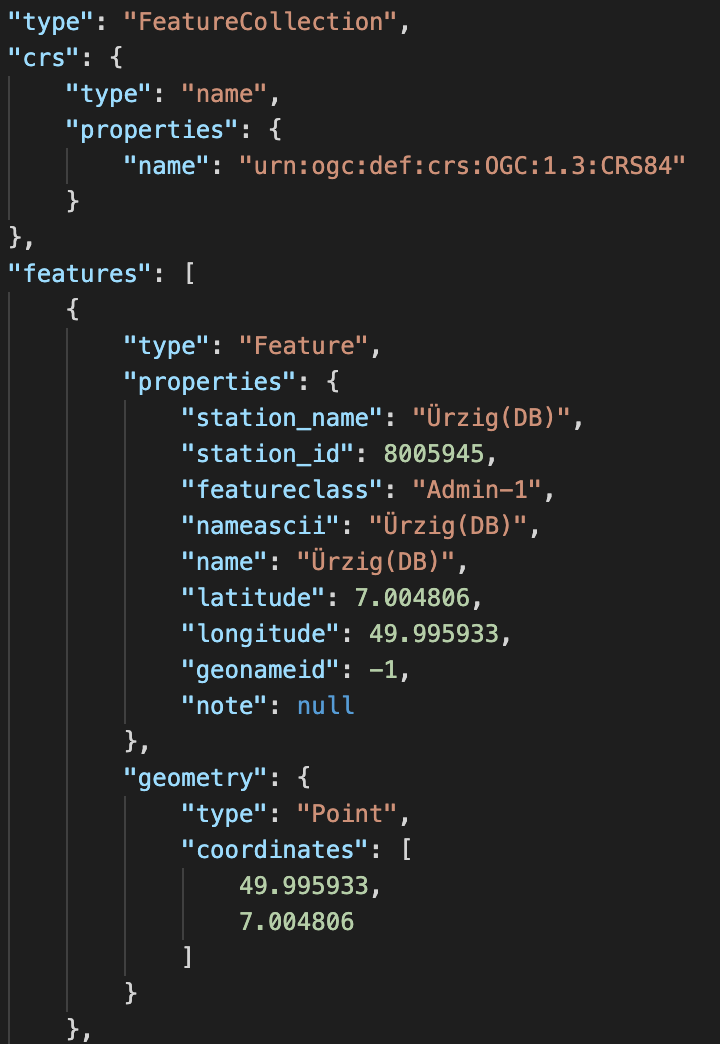 "type": "FeatureCollection",
"crs": {
    "type": "name",
    "properties": {
        "name": "urn:ogc:def:crs:OGC:1.3:CRS84"
    }
},
"features": [
    {
        "type": "Feature",
        "properties": {
            "station_name": "Ürzig(DB)",
            "station_id": 8005945,
            "featureclass": "Admin-1",
            "nameascii": "Ürzig(DB)",
            "name": "Ürzig(DB)",
            "latitude": 7.004806,
            "longitude": 49.995933,
            "geonameid": -1,
            "note": null
        },
        "geometry": {
            "type": "Point",
            "coordinates": [
                49.995933,
                7.004806
            ]
        }
    },